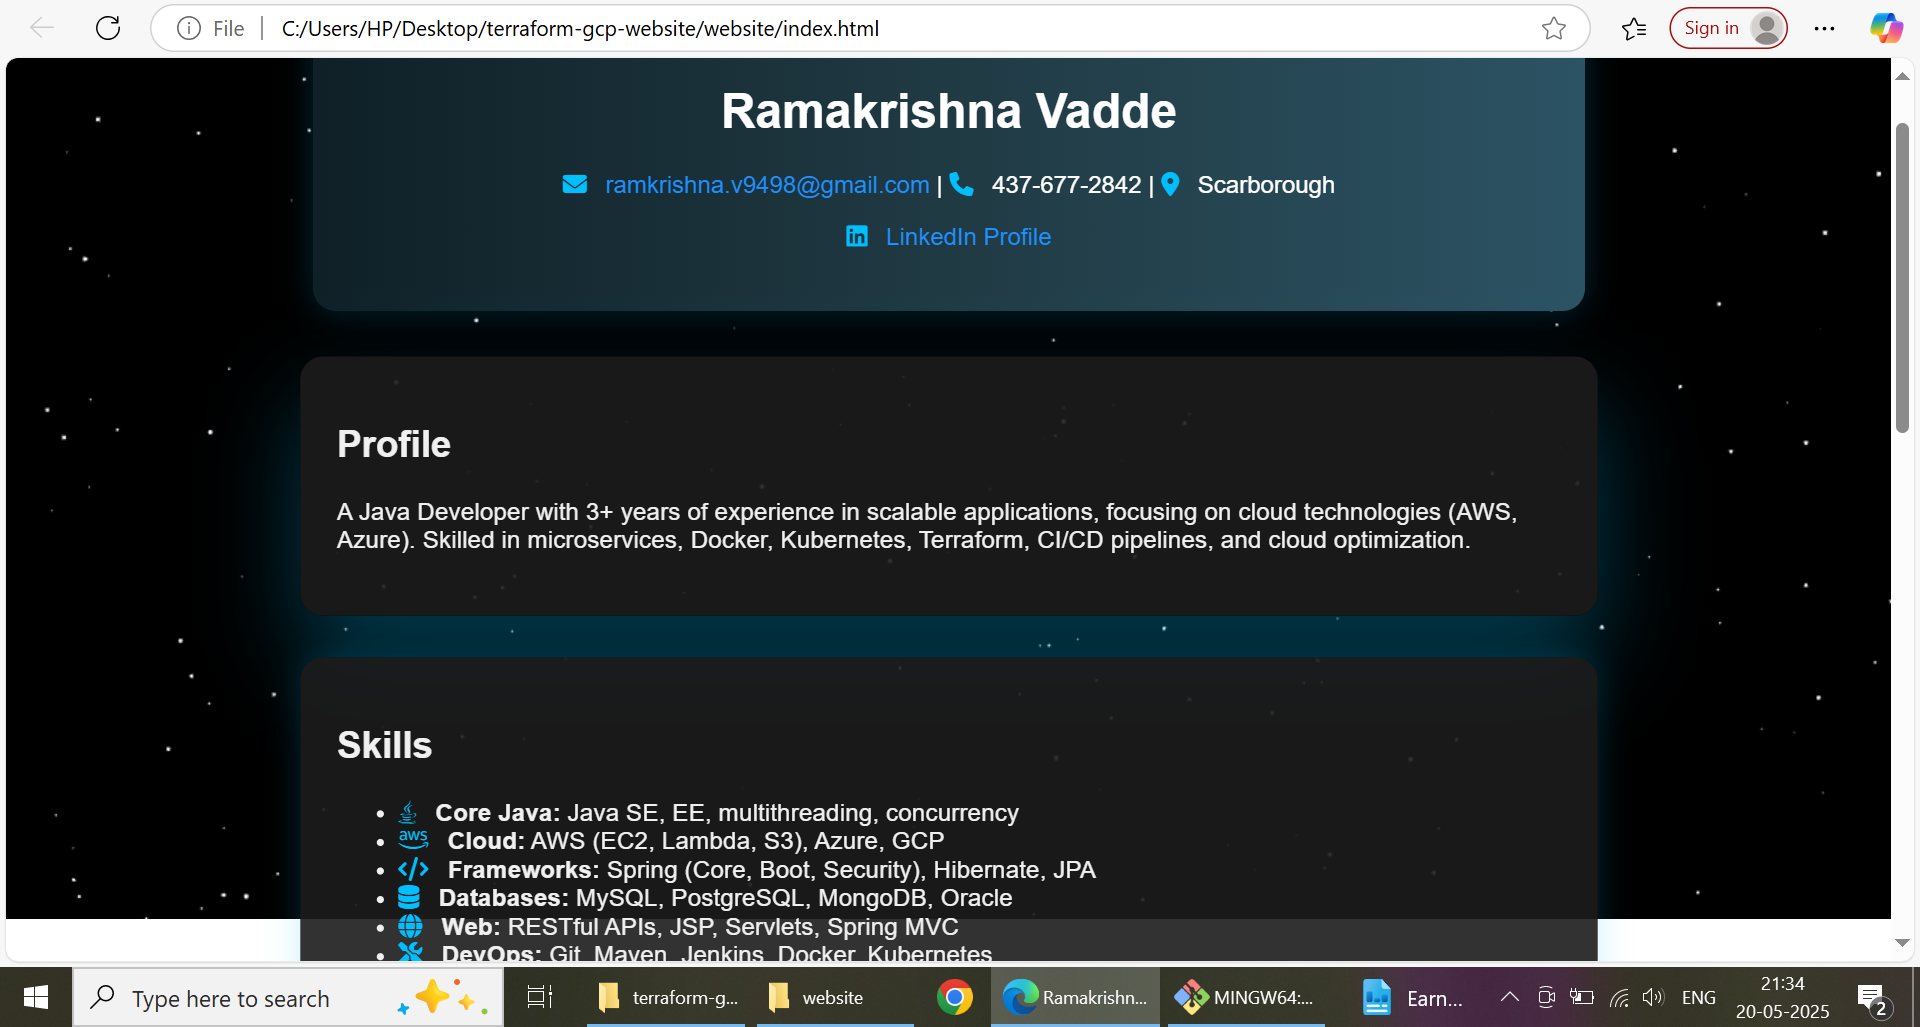 File
C:/Users/HP/Desktop/terraform-gcp-website/website/index.html
Sign in
Ramakrishna Vadde
ramkrishna.v9498@gmail.com | 437-677-2842 | Scarborough
LinkedIn Profile
Profile
A Java Developer with 3+ years of experience in scalable applications, focusing on cloud technologies (AWS,
Azure). Skilled in microservices, Docker, Kubernetes, Terraform, CI/CD pipelines, and cloud optimization.
Skills
Core Java: Java SE, EE, multithreading, concurrency
aws Cloud: AWS (EC2, Lambda, S3), Azure, GCP
Frameworks: Spring (Core, Boot, Security), Hibernate, JPA
Databases: MySQL, PostgreSQL, MongoDB, Oracle
Web: RESTful APIs, JSP, Servlets, Spring MVC
DevOps: Git, Maven, Jenkins, Docker, Kubernetes
Type here to search
terraform-g...
website
Ramakrishn...
MINGW64:...
Earn...
ENG
21:34
20-05-2025
2